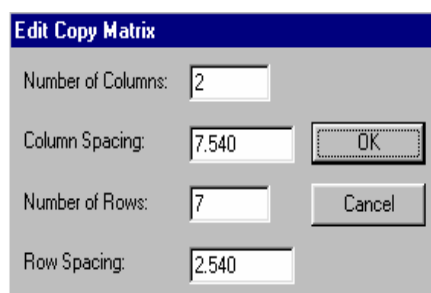 Edit Copy Matrix
Number of Columns: 2
Column Spacing: 7.540 OK
Number of Rows: 7 Cancel
Row Spacing: 2.540